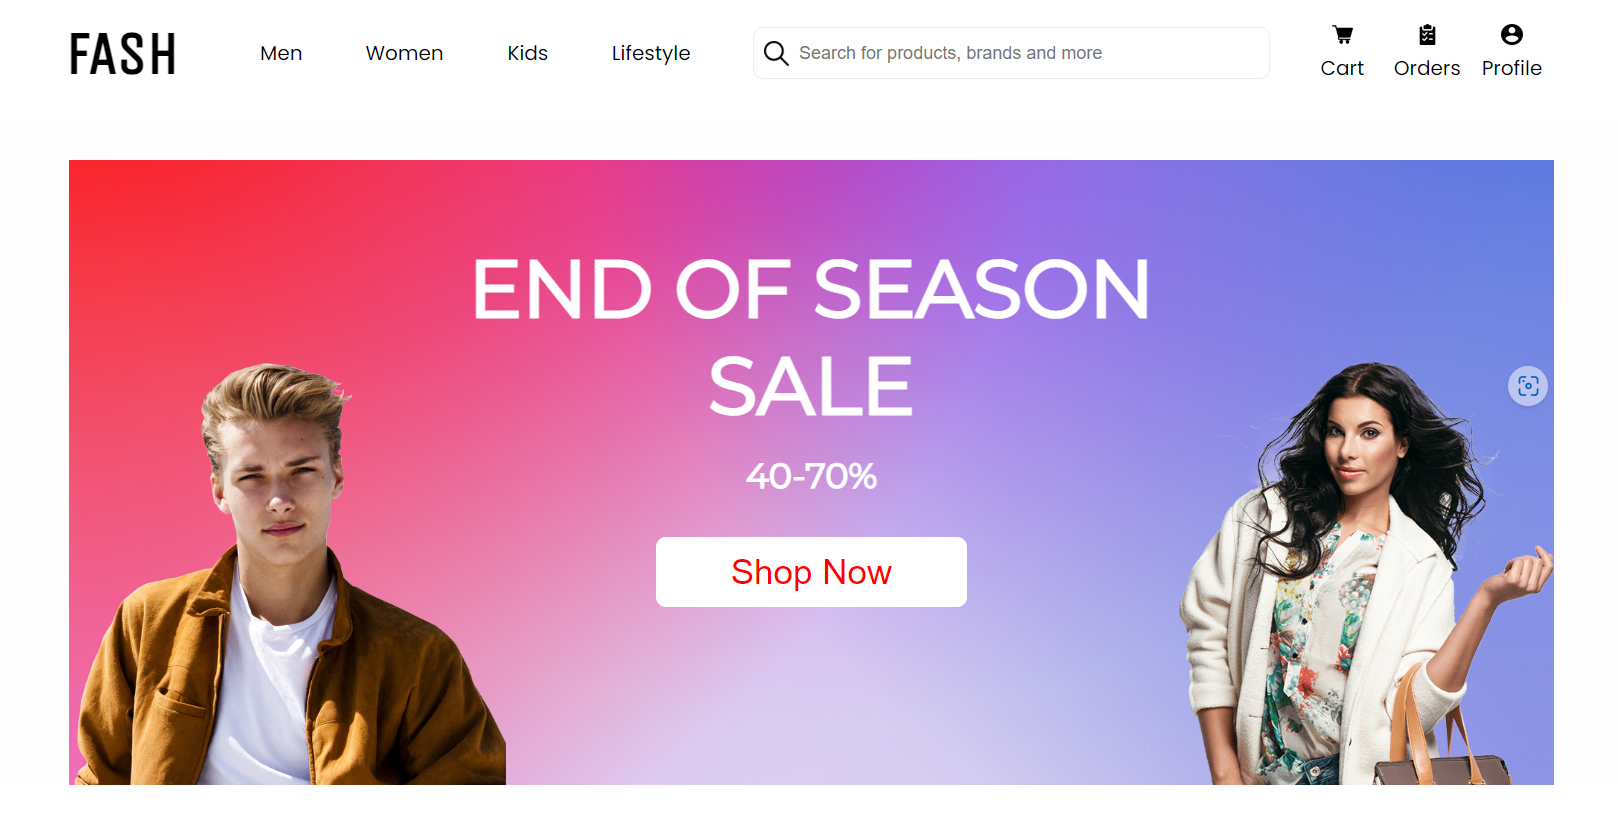 FASH
Men
Women
Kids
Lifestyle
Search for products, brands and more
Cart
Orders
Profile
END OF SEASON
SALE
40-70%
Shop Now